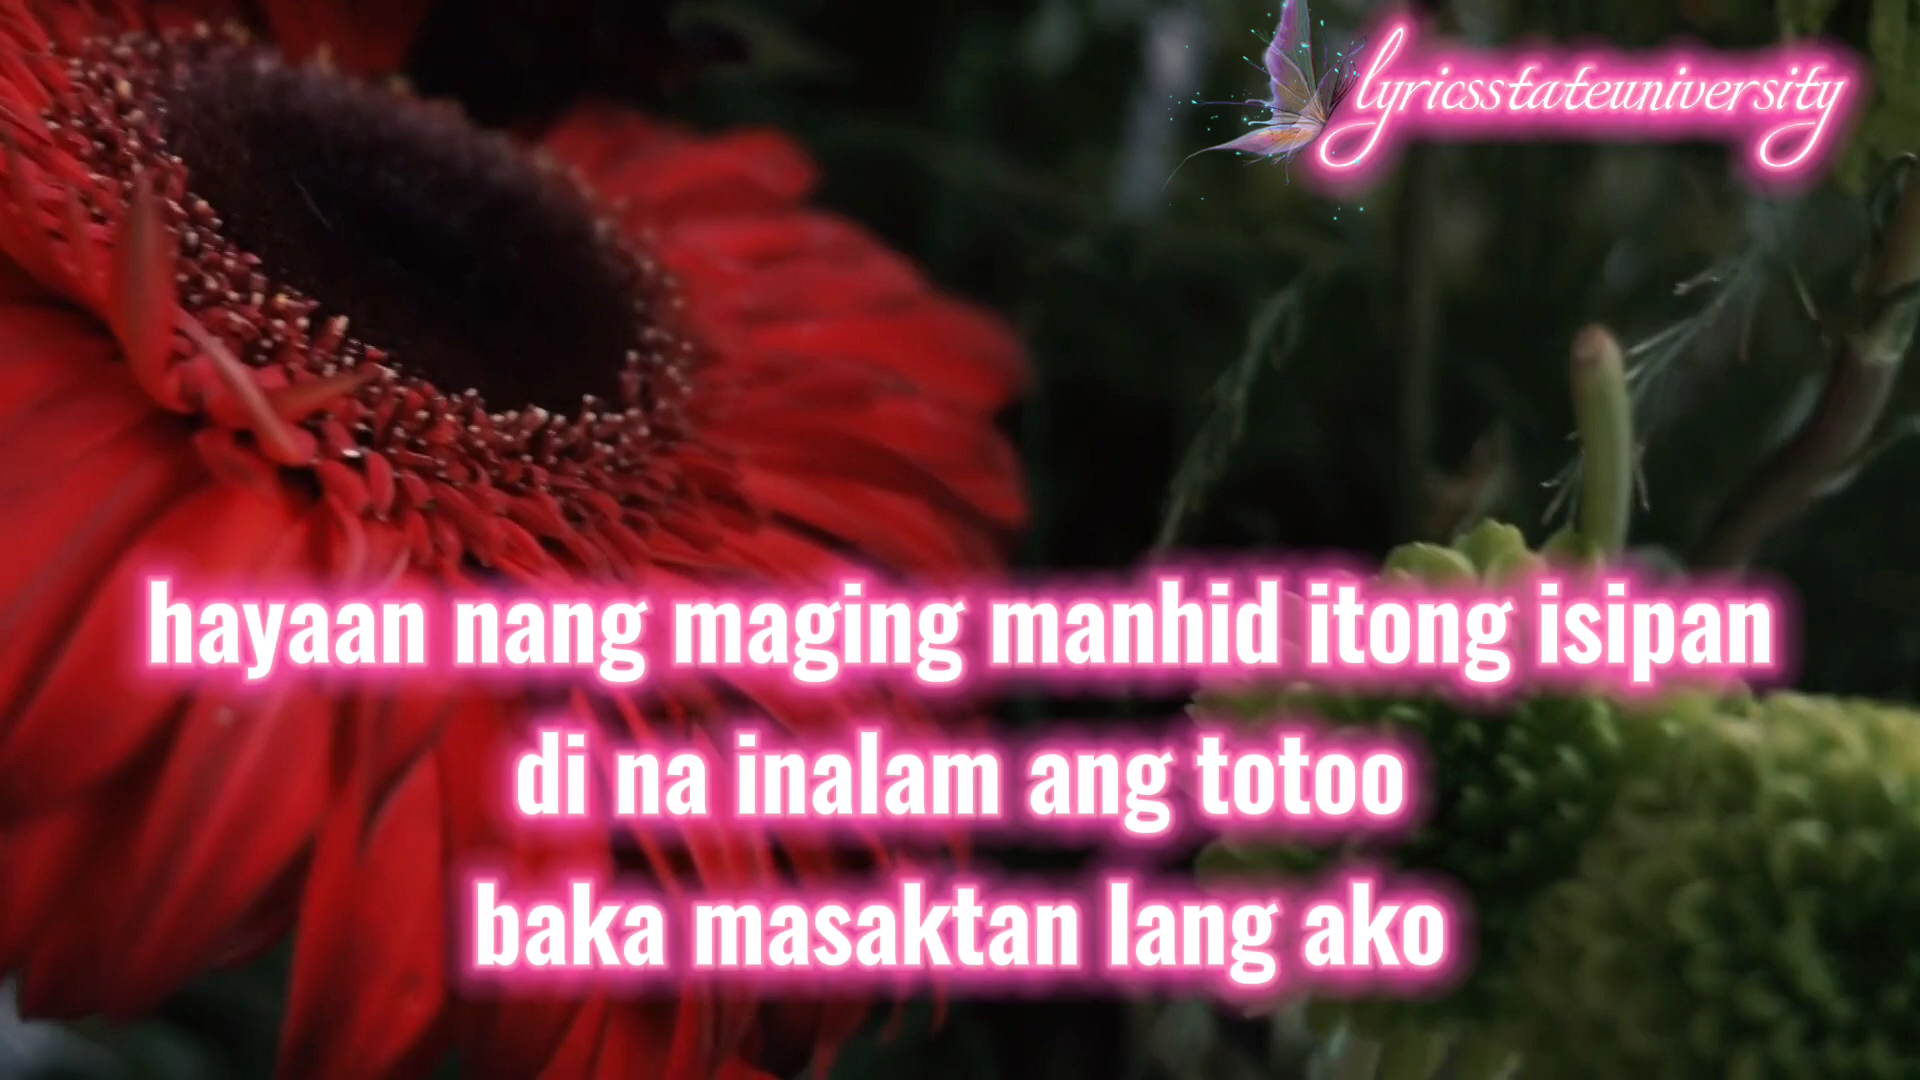 lyricsstateuniversity
hayaan nang maging manhid itong isipan
di na inalam ang totoo
baka masaktan lang ako